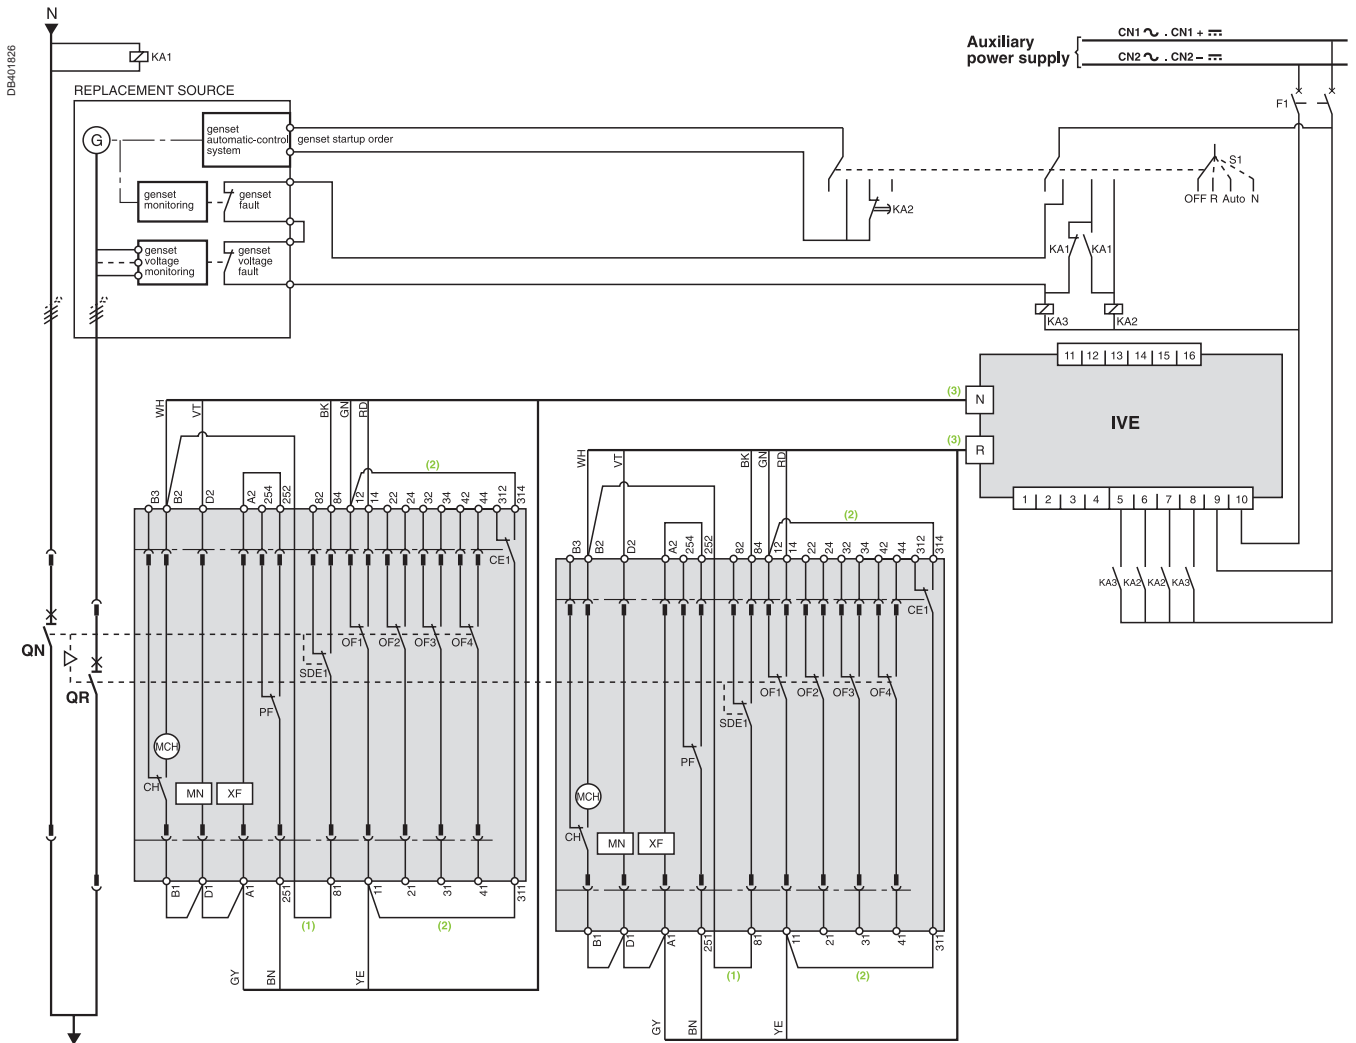 N
DB401826
KA1
REPLACEMENT SOURCE
G
genset
automatic-control
system
genset startup order
genset
monitoring
genset
fault
genset
voltage
monitoring
genset
voltage
fault
KA2
Auxiliary
power supply
CN1 ∿ . CN1 + ⎓
CN2 ∿ . CN2 – ⎓
F1
S1
OFF R Auto N
KA1 KA1
KA3 KA2
11 12 13 14 15 16
IVE
(3) N
(3) R
1 2 3 4 5 6 7 8 9 10
KA3 KA2 KA2 KA3
WH VT BK GN RD
(2)
B3 B2 D2 A2 254 252 82 84 12 14 22 24 32 34 42 44 312 314
CE1
OF1 OF2 OF3 OF4
SDE1
PF
MCH
CH
MN XF
B1 D1 A1 251 81 11 21 31 41 311
(1) (2)
GY BN YE
QN
QR
WH VT BK GN RD
(2)
B3 B2 D2 A2 254 252 82 84 12 14 22 24 32 34 42 44 312 314
CE1
OF1 OF2 OF3 OF4
SDE1
PF
MCH
CH
MN XF
B1 D1 A1 251 81 11 21 31 41 311
(1) (2)
GY BN YE